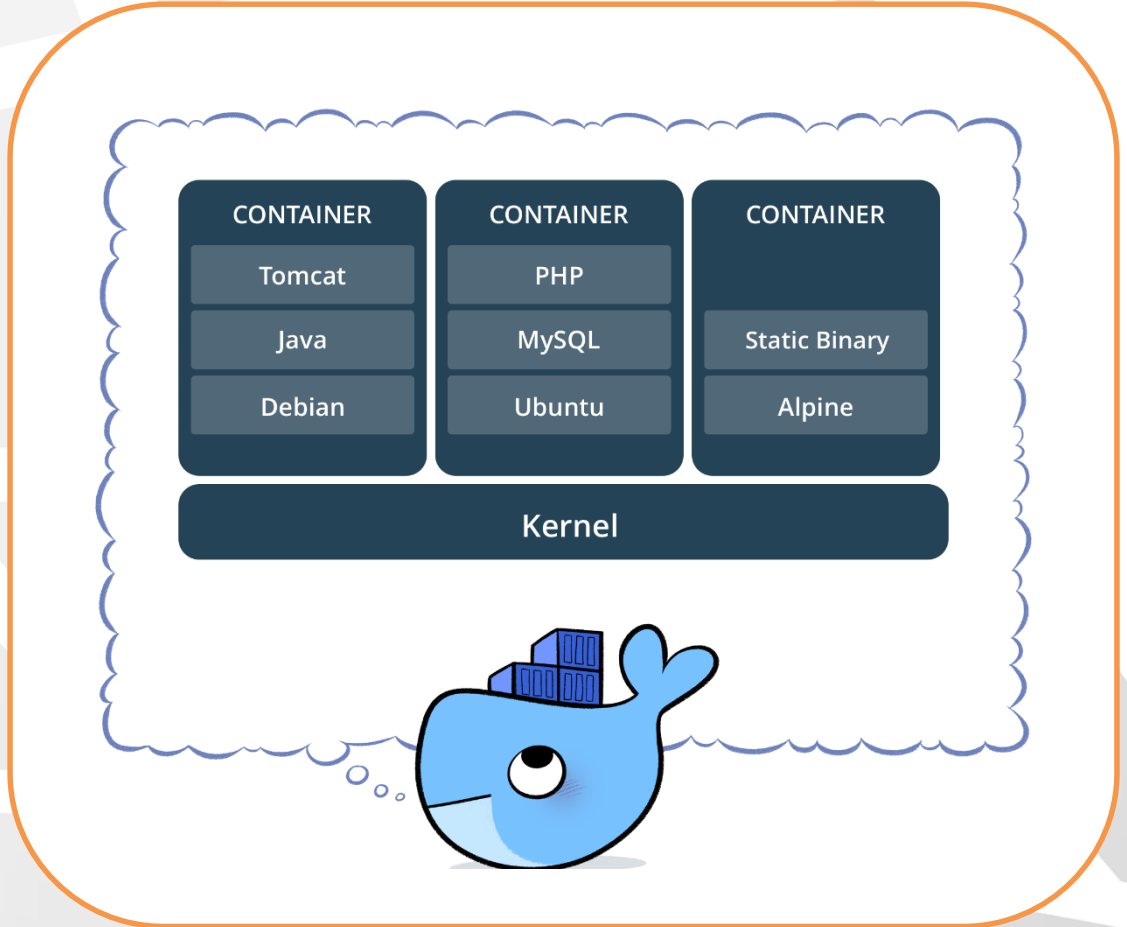 CONTAINER
Tomcat
Java
Debian
CONTAINER
PHP
MySQL
Ubuntu
CONTAINER
Static Binary
Alpine
Kernel